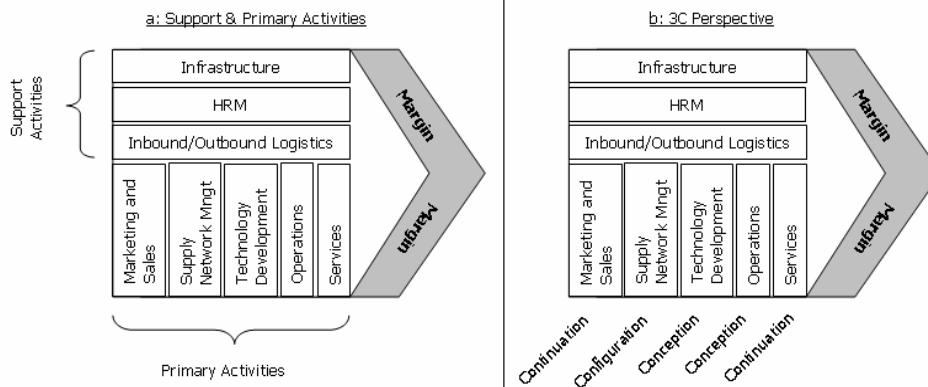 a: Support & Primary Activities
Support
Activities
Infrastructure
HRM
Inbound/Outbound Logistics
Marketing and
Sales
Supply
Network Mngt
Technology
Development
Operations
Services
Margin
Margin
Primary Activities
b: 3C Perspective
Infrastructure
HRM
Inbound/Outbound Logistics
Marketing and
Sales
Supply
Network Mngt
Technology
Development
Operations
Services
Margin
Margin
Continuation
Configuration
Conception
Conception
Continuation